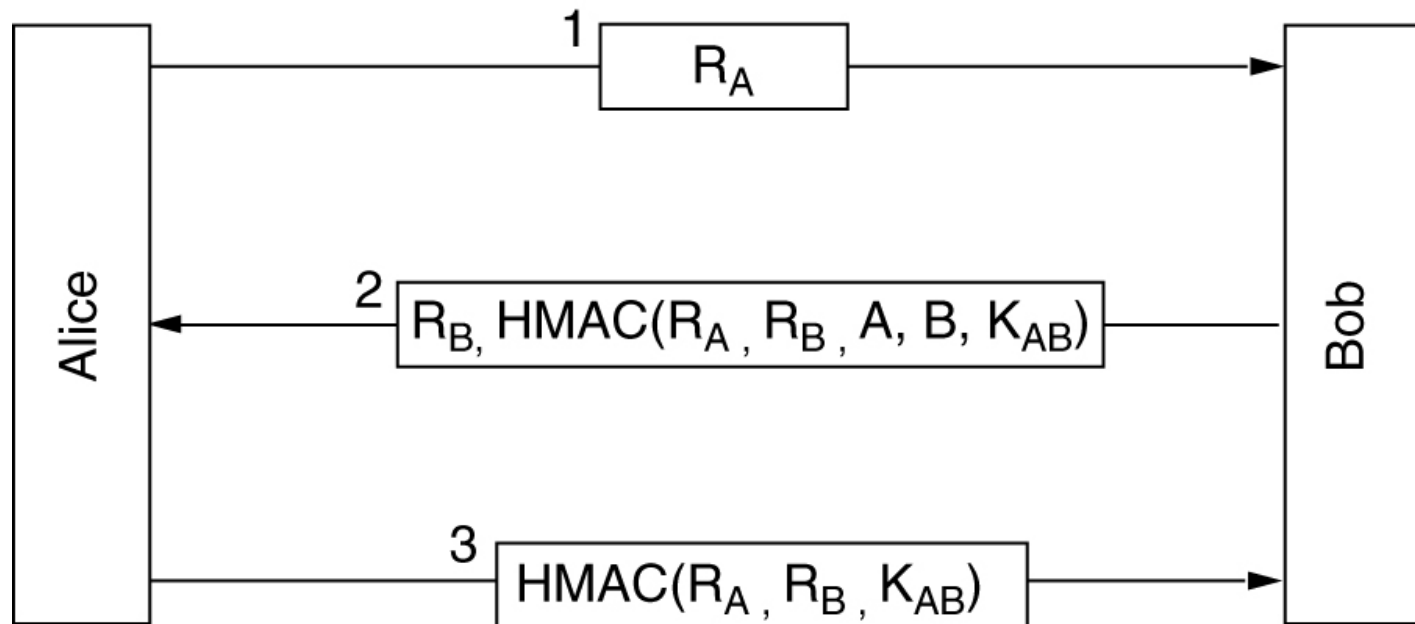 1
R_A
Alice
2
R_B, HMAC(R_A, R_B, A, B, K_AB)
Bob
3
HMAC(R_A, R_B, K_AB)